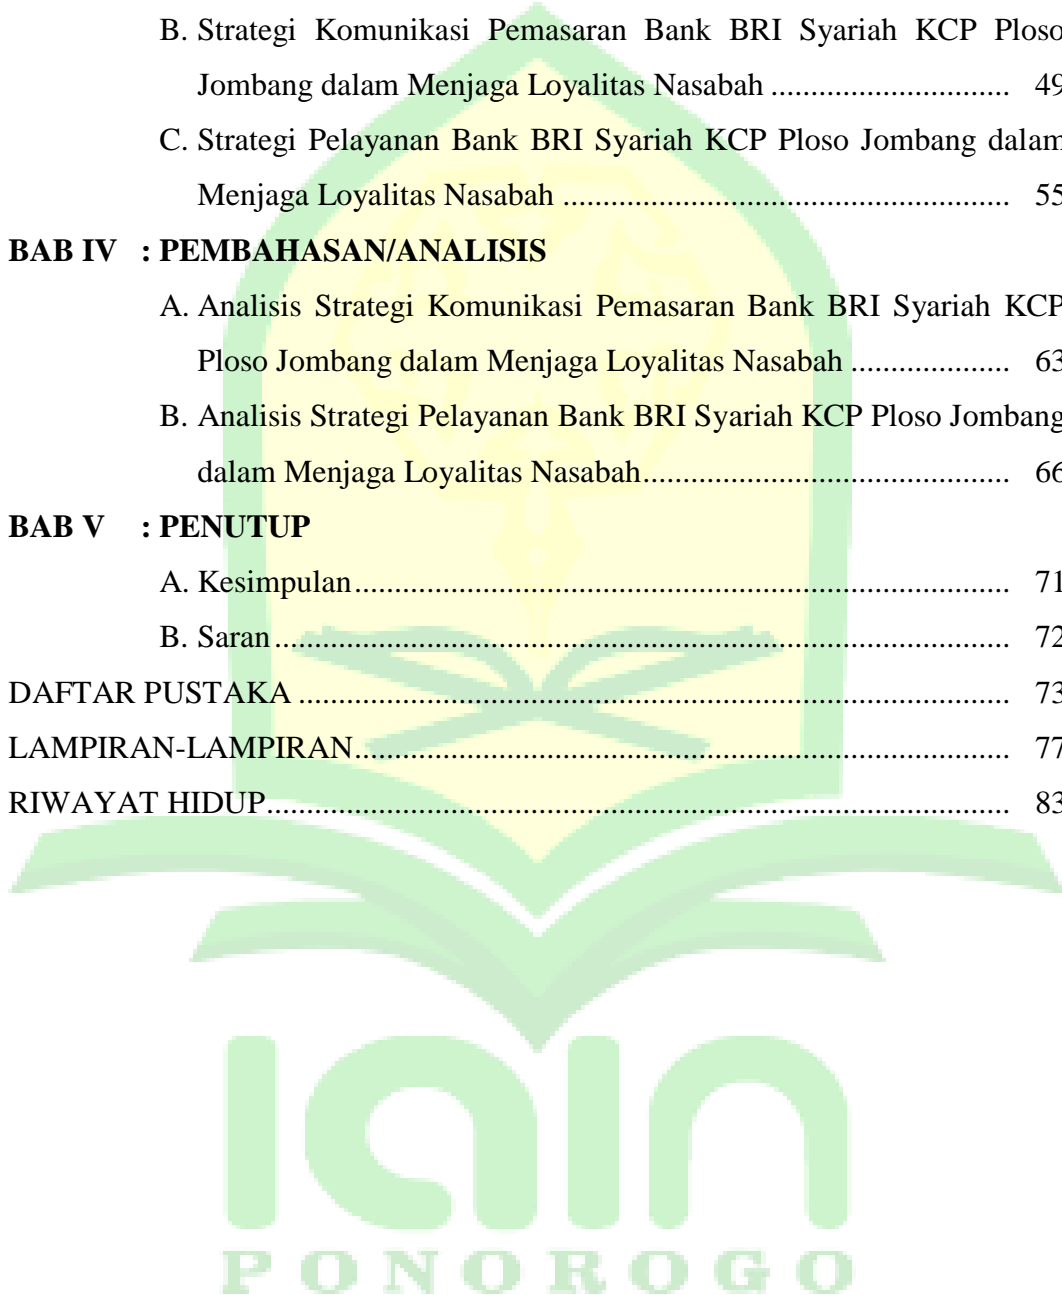 B. Strategi Komunikasi Pemasaran Bank BRI Syariah KCP Ploso
Jombang dalam Menjaga Loyalitas Nasabah ............................ 49
C. Strategi Pelayanan Bank BRI Syariah KCP Ploso Jombang dalam
Menjaga Loyalitas Nasabah ..................................................... 55
BAB IV : PEMBAHASAN/ANALISIS
A. Analisis Strategi Komunikasi Pemasaran Bank BRI Syariah KCP
Ploso Jombang dalam Menjaga Loyalitas Nasabah ................... 63
B. Analisis Strategi Pelayanan Bank BRI Syariah KCP Ploso Jombang
dalam Menjaga Loyalitas Nasabah............................................ 66
BAB V : PENUTUP
A. Kesimpulan.............................................................................. 71
B. Saran....................................................................................... 72
DAFTAR PUSTAKA .................................................................................... 73
LAMPIRAN-LAMPIRAN.............................................................................. 77
RIWAYAT HIDUP........................................................................................ 83
iain
PONOROGO